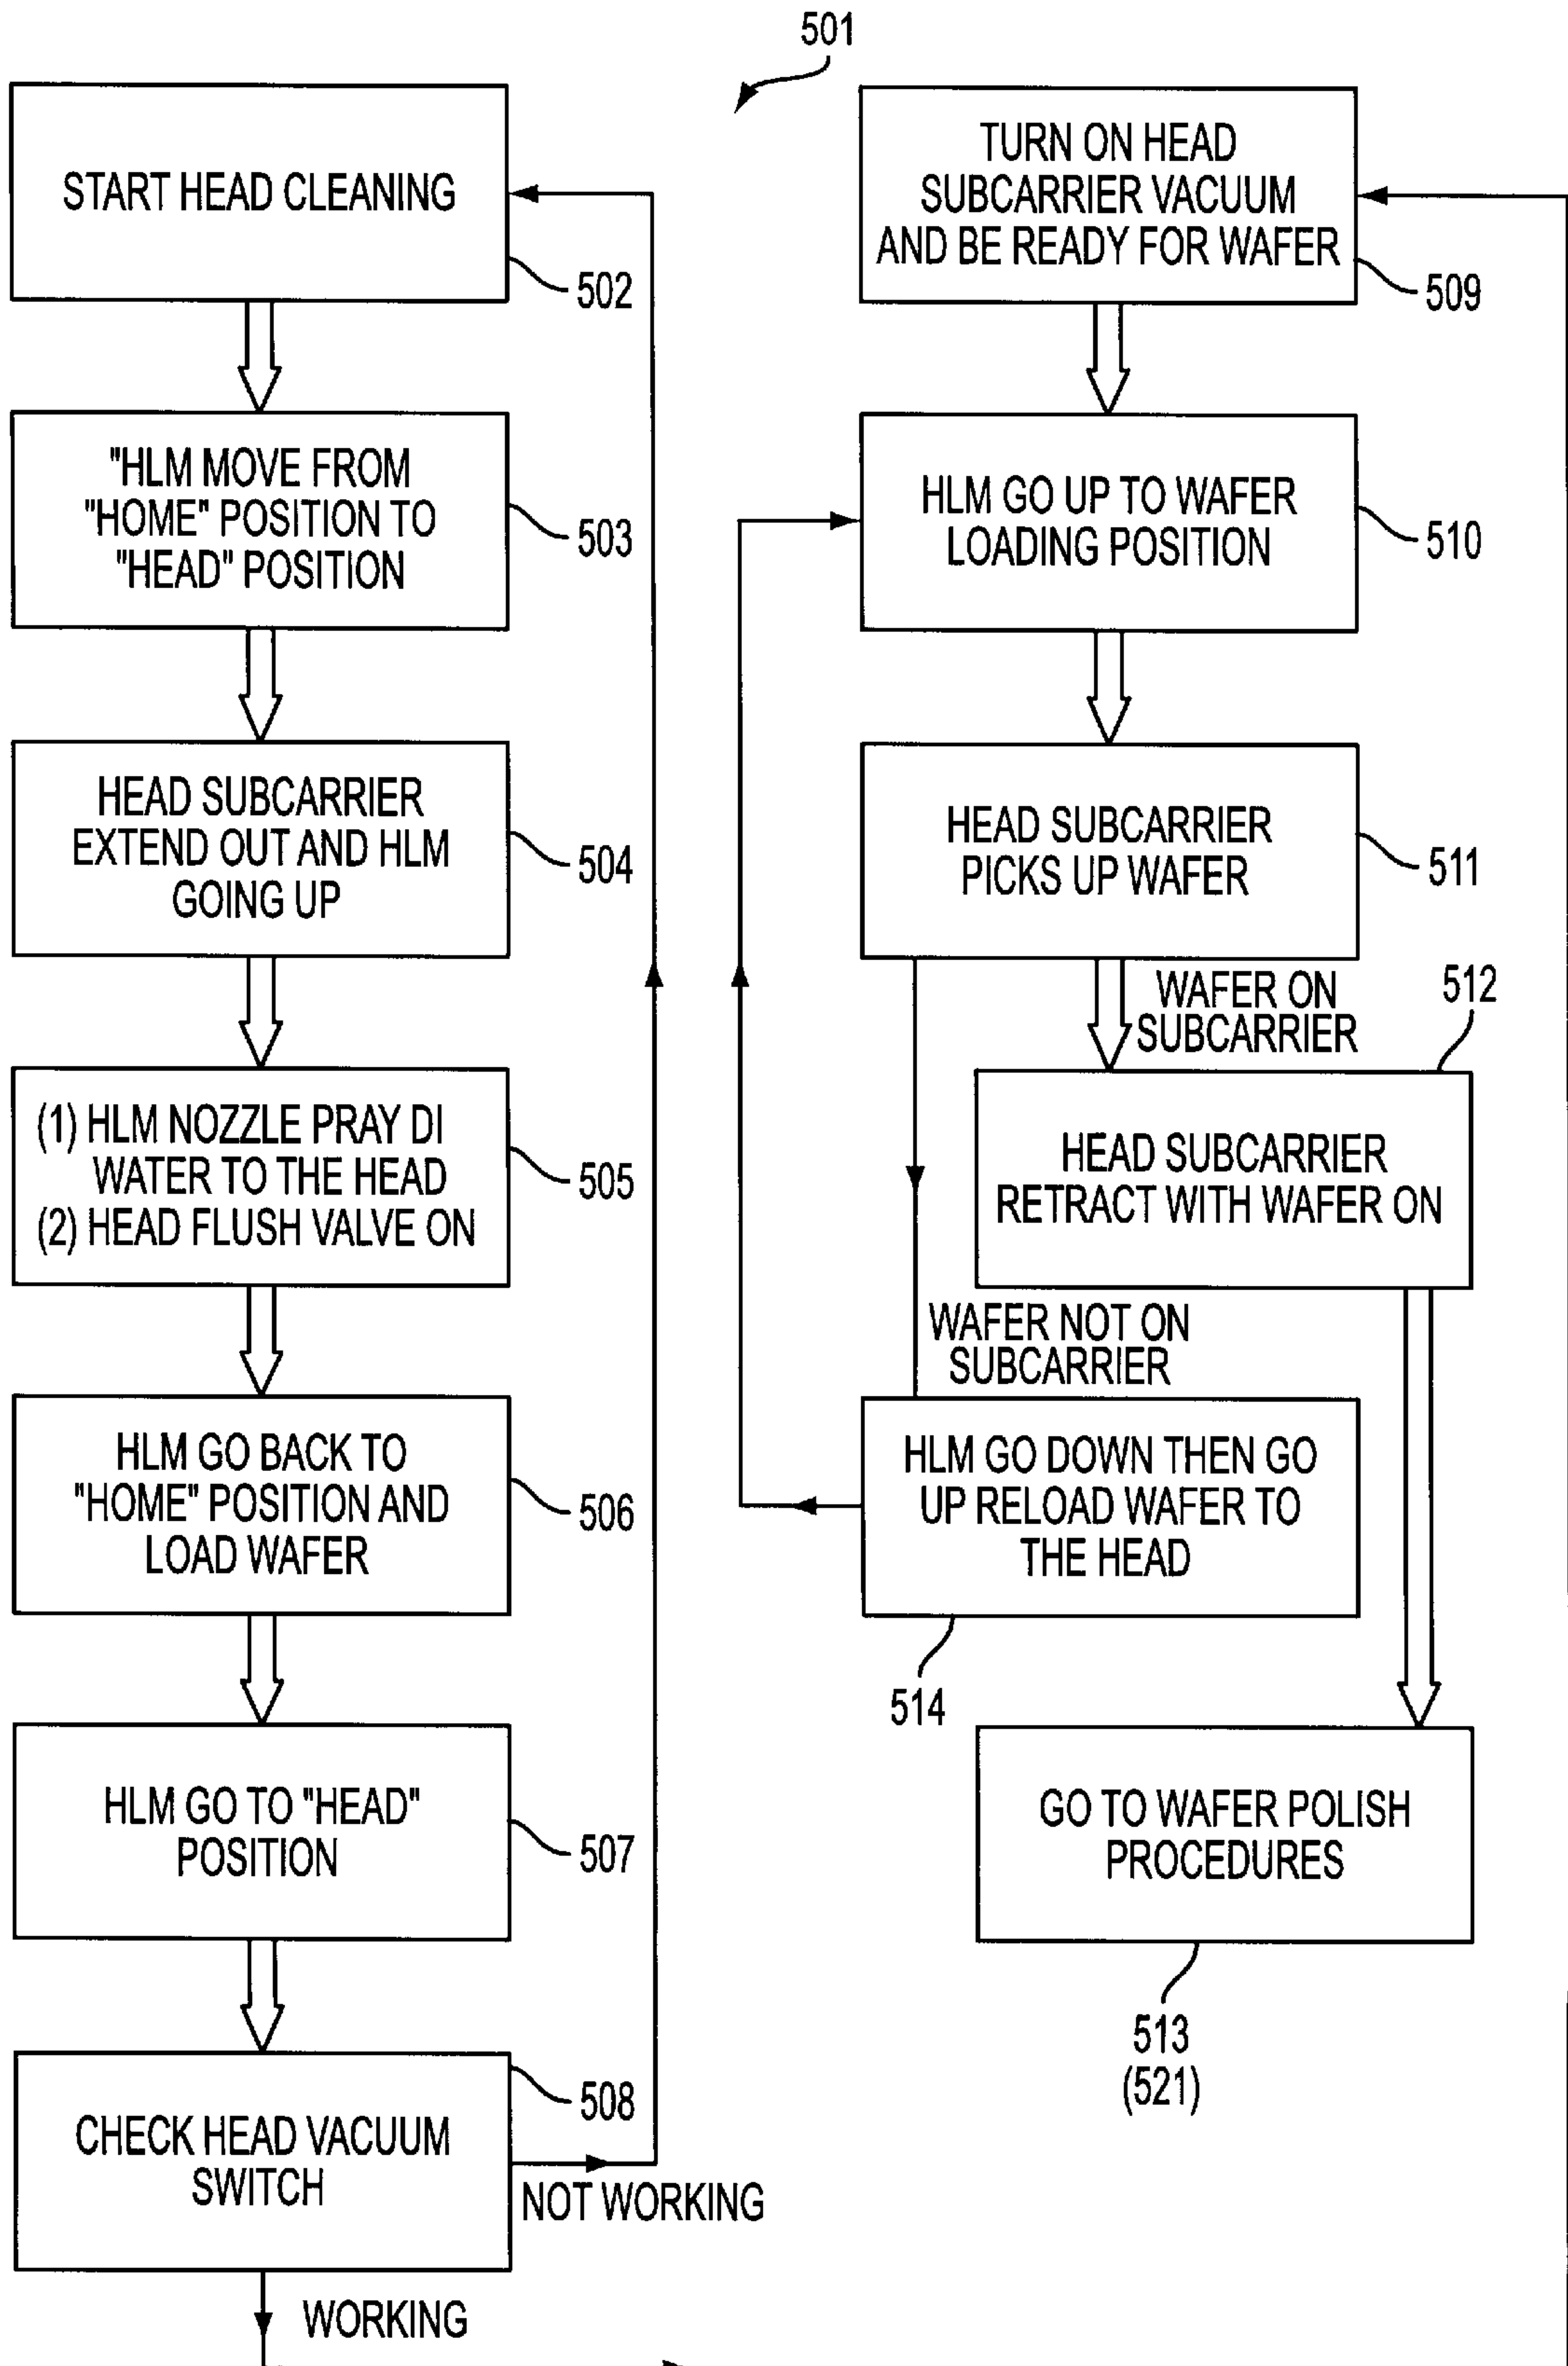 501
START HEAD CLEANING
502
"HLM MOVE FROM
"HOME" POSITION TO
"HEAD" POSITION
503
HEAD SUBCARRIER
EXTEND OUT AND HLM
GOING UP
504
(1) HLM NOZZLE PRAY DI
WATER TO THE HEAD
(2) HEAD FLUSH VALVE ON
505
HLM GO BACK TO
"HOME" POSITION AND
LOAD WAFER
506
HLM GO TO "HEAD"
POSITION
507
CHECK HEAD VACUUM
SWITCH
508
NOT WORKING
WORKING
TURN ON HEAD
SUBCARRIER VACUUM
AND BE READY FOR WAFER
509
HLM GO UP TO WAFER
LOADING POSITION
510
HEAD SUBCARRIER
PICKS UP WAFER
511
WAFER ON
SUBCARRIER
512
HEAD SUBCARRIER
RETRACT WITH WAFER ON
WAFER NOT ON
SUBCARRIER
HLM GO DOWN THEN GO
UP RELOAD WAFER TO
THE HEAD
514
GO TO WAFER POLISH
PROCEDURES
513
(521)